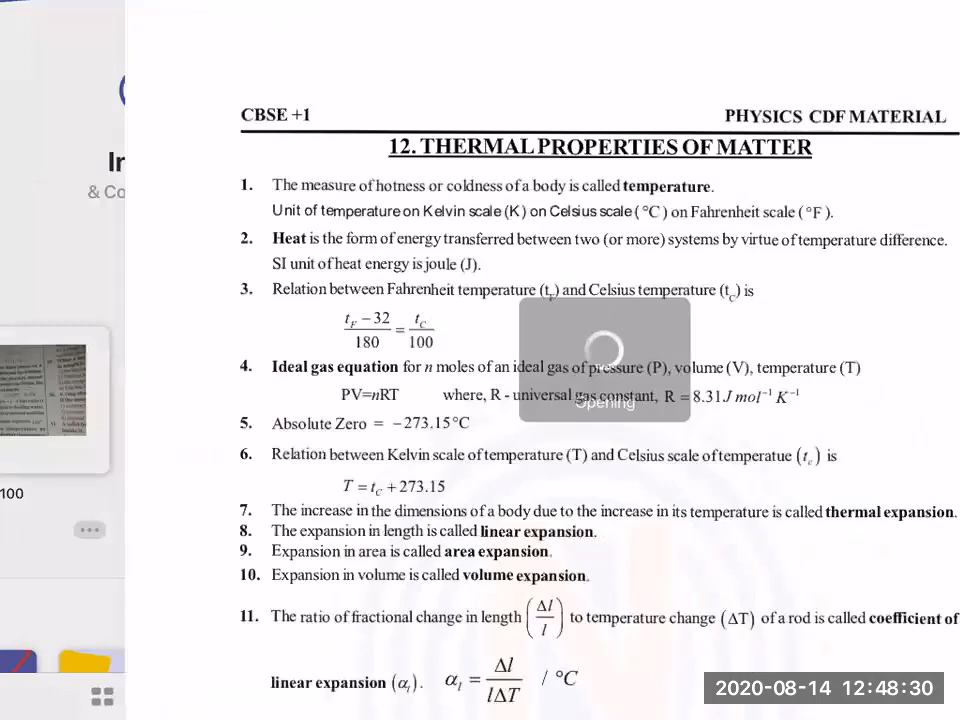 CBSE +1 PHYSICS CDF MATERIAL
12. THERMAL PROPERTIES OF MATTER
1. The measure of hotness or coldness of a body is called temperature.
Unit of temperature on Kelvin scale (K) on Celsius scale ( °C ) on Fahrenheit scale ( °F ).
2. Heat is the form of energy transferred between two (or more) systems by virtue of temperature difference.
SI unit of heat energy is joule (J).
3. Relation between Fahrenheit temperature (t_F) and Celsius temperature (t_C) is
(t_F − 32)/180 = t_C/100
4. Ideal gas equation for n moles of an ideal gas of pressure (P), volume (V), temperature (T)
PV=nRT where, R - universal gas constant, R = 8.31 J mol⁻¹ K⁻¹
Opening
5. Absolute Zero = −273.15°C
6. Relation between Kelvin scale of temperature (T) and Celsius scale of temperatue (t_c) is
T = t_C + 273.15
7. The increase in the dimensions of a body due to the increase in its temperature is called thermal expansion.
8. The expansion in length is called linear expansion.
9. Expansion in area is called area expansion.
10. Expansion in volume is called volume expansion.
11. The ratio of fractional change in length (Δl/l) to temperature change (ΔT) of a rod is called coefficient of
linear expansion (α_l). α_l = Δl/lΔT / °C
In
& Co
100
2020-08-14 12:48:30